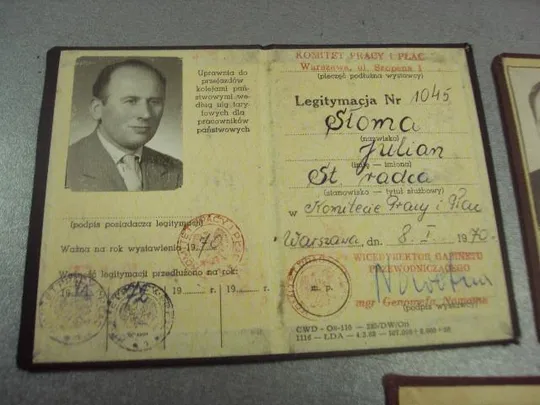 Uprawnia do
przejazdów
kolejami pań-
stwowymi we-
dług ulg tary-
fowych dla
pracowników
państwowych
(podpis posiadacza legitymacji)
Ważna na rok wystawienia 1970
Ważność legitymacji przedłużono na rok:
19 19 19
72
KOMITET PRACY I PŁAC
Warszawa, ul.
(pieczęć podłużna wystawcy)
Legitymacja Nr 1045
Słoma
(nazwisko)
Julian
(imię — imiona)
St. radca
(stanowisko — tytuł służbowy)
w Komitecie Pracy i Płac
Warszawa, dn. 8. I. 1970.
WICEDYREKTOR GABINETU
PRZEWODNICZĄCEGO
m. p.
mgr Genowefa
(podpis wystawcy)